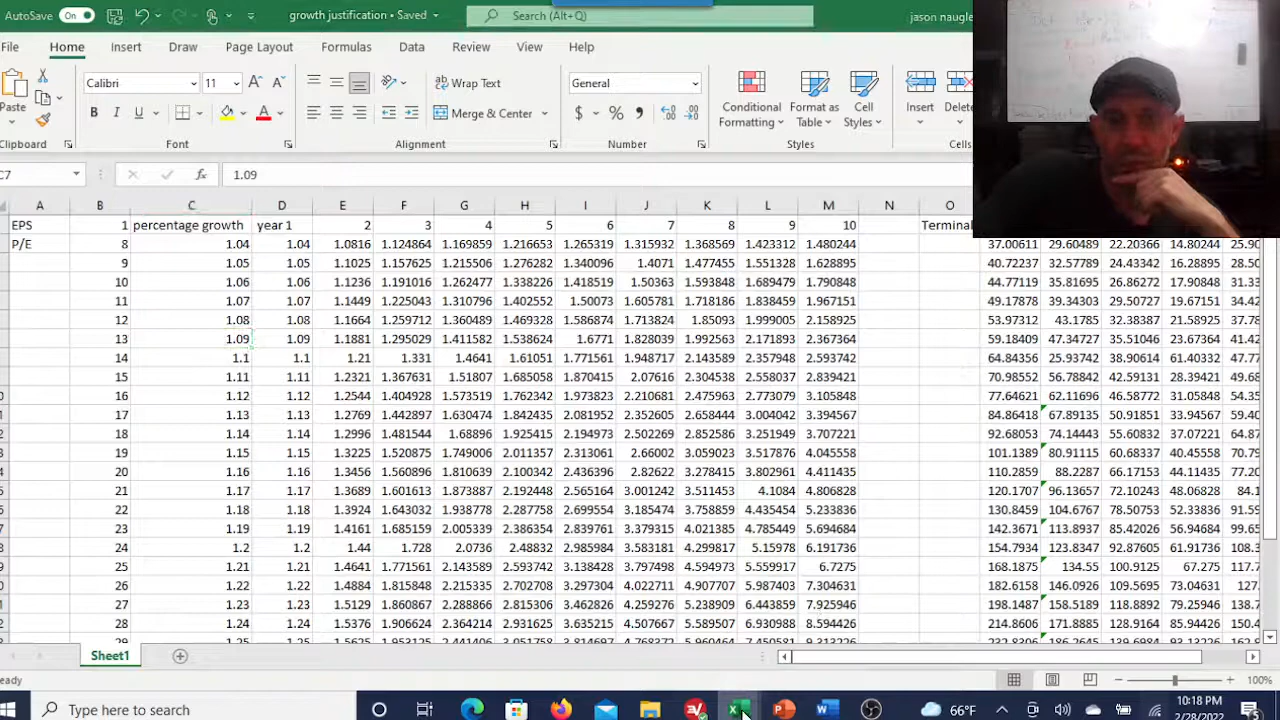 AutoSave On growth justification • Saved Search (Alt+Q) jason naugle
File Home Insert Draw Page Layout Formulas Data Review View Help
Paste Calibri 11 Wrap Text General Conditional Format as Cell Insert Delete
B I U Merge & Center $ % Formatting Table Styles
Clipboard Font Alignment Number Styles Cells
C7 fx 1.09
A B C D E F G H I J K L M N O
EPS 1 percentage growth year 1 2 3 4 5 6 7 8 9 10 Terminal
P/E 8 1.04 1.04 1.0816 1.124864 1.169859 1.216653 1.265319 1.315932 1.368569 1.423312 1.480244 37.00611 29.60489 22.20366 14.80244 25.90
9 1.05 1.05 1.1025 1.157625 1.215506 1.276282 1.340096 1.4071 1.477455 1.551328 1.628895 40.72237 32.57789 24.43342 16.28895 28.50
10 1.06 1.06 1.1236 1.191016 1.262477 1.338226 1.418519 1.50363 1.593848 1.689479 1.790848 44.77119 35.81695 26.86272 17.90848 31.33
11 1.07 1.07 1.1449 1.225043 1.310796 1.402552 1.50073 1.605781 1.718186 1.838459 1.967151 49.17878 39.34303 29.50727 19.67151 34.42
12 1.08 1.08 1.1664 1.259712 1.360489 1.469328 1.586874 1.713824 1.85093 1.999005 2.158925 53.97312 43.1785 32.38387 21.58925 37.78
13 1.09 1.09 1.1881 1.295029 1.411582 1.538624 1.6771 1.828039 1.992563 2.171893 2.367364 59.18409 47.34727 35.51046 23.67364 41.42
14 1.1 1.1 1.21 1.331 1.4641 1.61051 1.771561 1.948717 2.143589 2.357948 2.593742 64.84356 25.93742 38.90614 61.40332 47.77
15 1.11 1.11 1.2321 1.367631 1.51807 1.685058 1.870415 2.07616 2.304538 2.558037 2.839421 70.98552 56.78842 42.59131 28.39421 49.68
16 1.12 1.12 1.2544 1.404928 1.573519 1.762342 1.973823 2.210681 2.475963 2.773079 3.105848 77.64621 62.11696 46.58772 31.05848 54.35
17 1.13 1.13 1.2769 1.442897 1.630474 1.842435 2.081952 2.352605 2.658444 3.004042 3.394567 84.86418 67.89135 50.91851 33.94567 59.40
18 1.14 1.14 1.2996 1.481544 1.68896 1.925415 2.194973 2.502269 2.852586 3.251949 3.707221 92.68053 74.14443 55.60832 37.07221 64.87
19 1.15 1.15 1.3225 1.520875 1.749006 2.011357 2.313061 2.66002 3.059023 3.517876 4.045558 101.1389 80.91115 60.68337 40.45558 70.79
20 1.16 1.16 1.3456 1.560896 1.810639 2.100342 2.436396 2.82622 3.278415 3.802961 4.411435 110.2859 88.2287 66.17153 44.11435 77.20
21 1.17 1.17 1.3689 1.601613 1.873887 2.192448 2.565164 3.001242 3.511453 4.1084 4.806828 120.1707 96.13657 72.10243 48.06828 84.1
22 1.18 1.18 1.3924 1.643032 1.938778 2.287758 2.699554 3.185474 3.758859 4.435454 5.233836 130.8459 104.6767 78.50753 52.33836 91.59
23 1.19 1.19 1.4161 1.685159 2.005339 2.386354 2.839761 3.379315 4.021385 4.785449 5.694684 142.3671 113.8937 85.42026 56.94684 99.65
24 1.2 1.2 1.44 1.728 2.0736 2.48832 2.985984 3.583181 4.299817 5.15978 6.191736 154.7934 123.8347 92.87605 61.91736 108.3
25 1.21 1.21 1.4641 1.771561 2.143589 2.593742 3.138428 3.797498 4.594973 5.559917 6.7275 168.1875 134.55 100.9125 67.275 117.7
26 1.22 1.22 1.4884 1.815848 2.215335 2.702708 3.297304 4.022711 4.907707 5.987403 7.304631 182.6158 146.0926 109.5695 73.04631 127.
27 1.23 1.23 1.5129 1.860867 2.288866 2.815306 3.462826 4.259276 5.238909 6.443859 7.925946 198.1487 158.5189 118.8892 79.25946 138.7
28 1.24 1.24 1.5376 1.906624 2.364214 2.931625 3.635215 4.507667 5.589507 6.930988 8.594426 214.8606 171.8885 128.9164 85.94426 150.4
Sheet1
100%
Type here to search 66°F 10:18 PM
2/28/2022